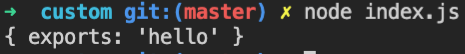 ➜ custom git:(master) ✗ node index.js
{ exports: 'hello' }